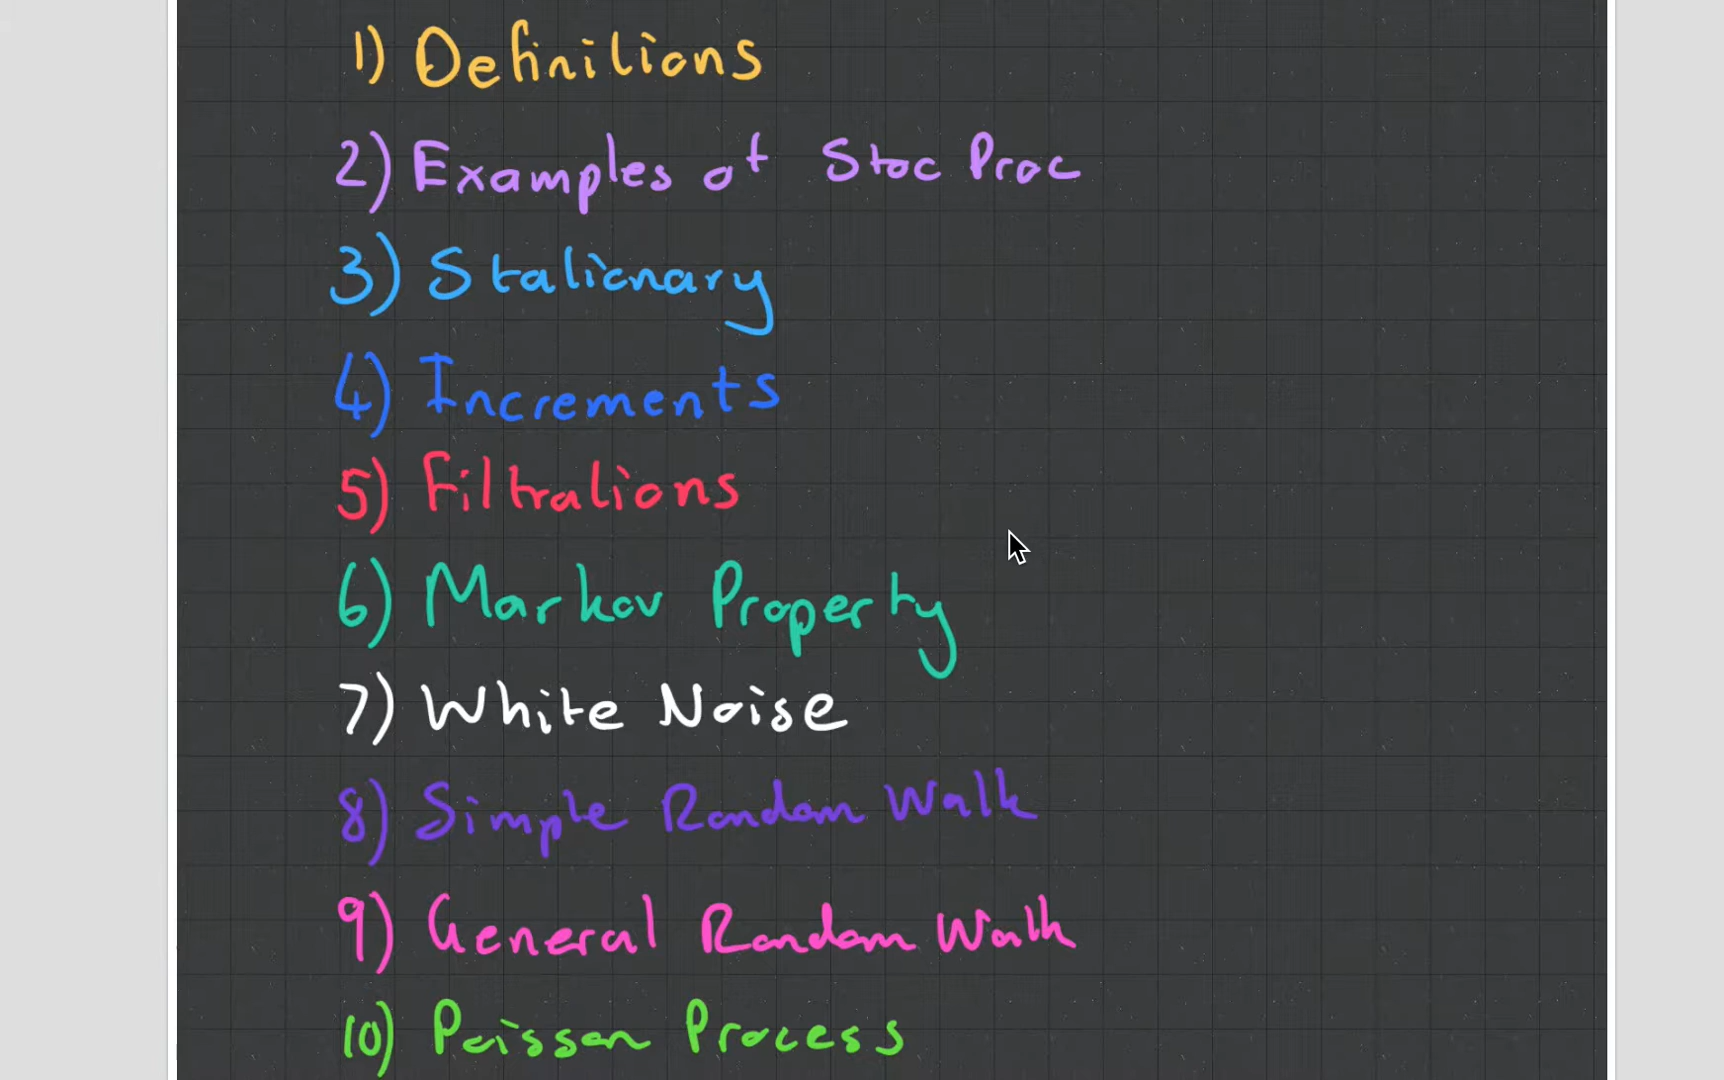 1) Definitions
2) Examples of Stoc Proc
3) Stationary
4) Increments
5) Filtrations
6) Markov Property
7) White Noise
8) Simple Random Walk
9) General Random Walk
10) Poisson Process